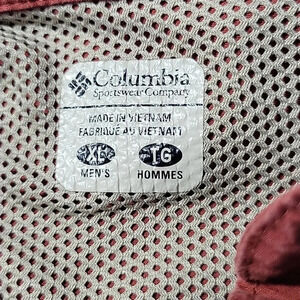 Columbia
Sportswear Company
MADE IN VIETNAM
FABRIQUÉ AU VIETNAM
XL TG
MEN'S HOMMES